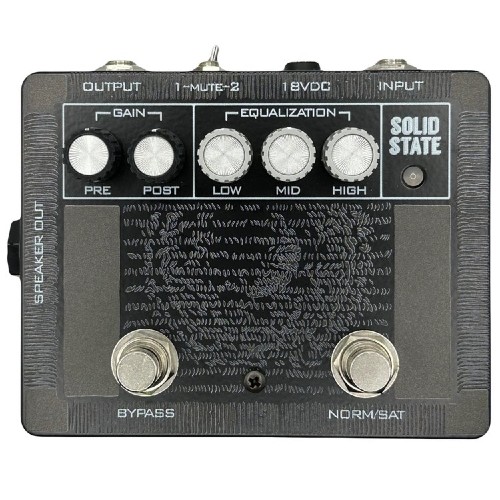 OUTPUT 1-MUTE-2 18VDC INPUT
GAIN EQUALIZATION
SOLID
STATE
PRE POST LOW MID HIGH
SPEAKER OUT
BYPASS NORM/SAT